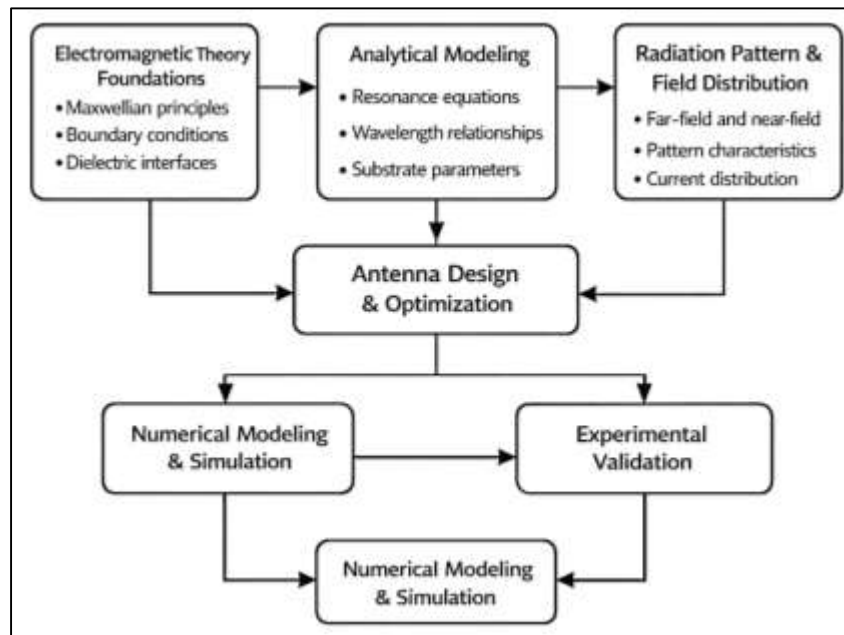 Electromagnetic Theory
Foundations
• Maxwellian principles
• Boundary conditions
• Dielectric interfaces
Analytical Modeling
• Resonance equations
• Wavelength relationships
• Substrate parameters
Radiation Pattern &
Field Distribution
• Far-field and near-field
• Pattern characteristics
• Current distribution
Antenna Design
& Optimization
Numerical Modeling
& Simulation
Experimental
Validation
Numerical Modeling
& Simulation